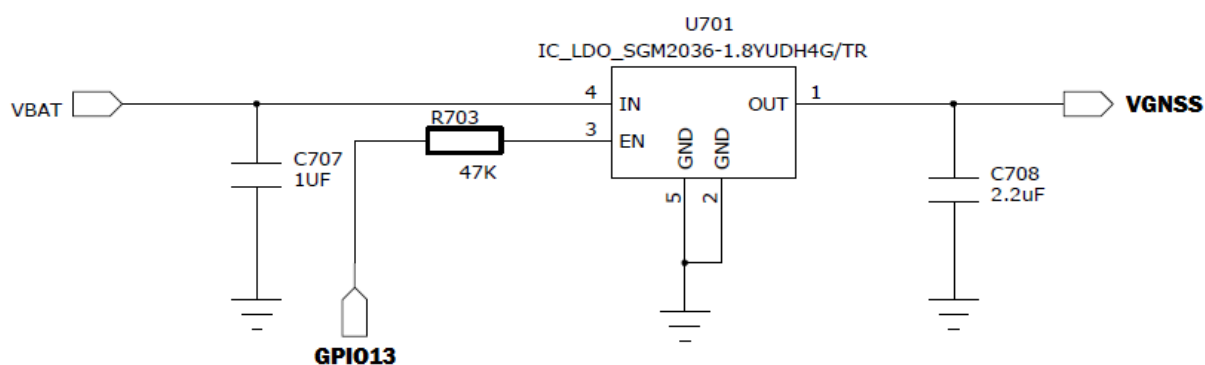 U701
IC_LDO_SGM2036-1.8YUDH4G/TR
VBAT
4
IN
OUT
1
VGNSS
R703
3
EN
47K
GND
GND
5
2
C707
1UF
C708
2.2uF
GPIO13